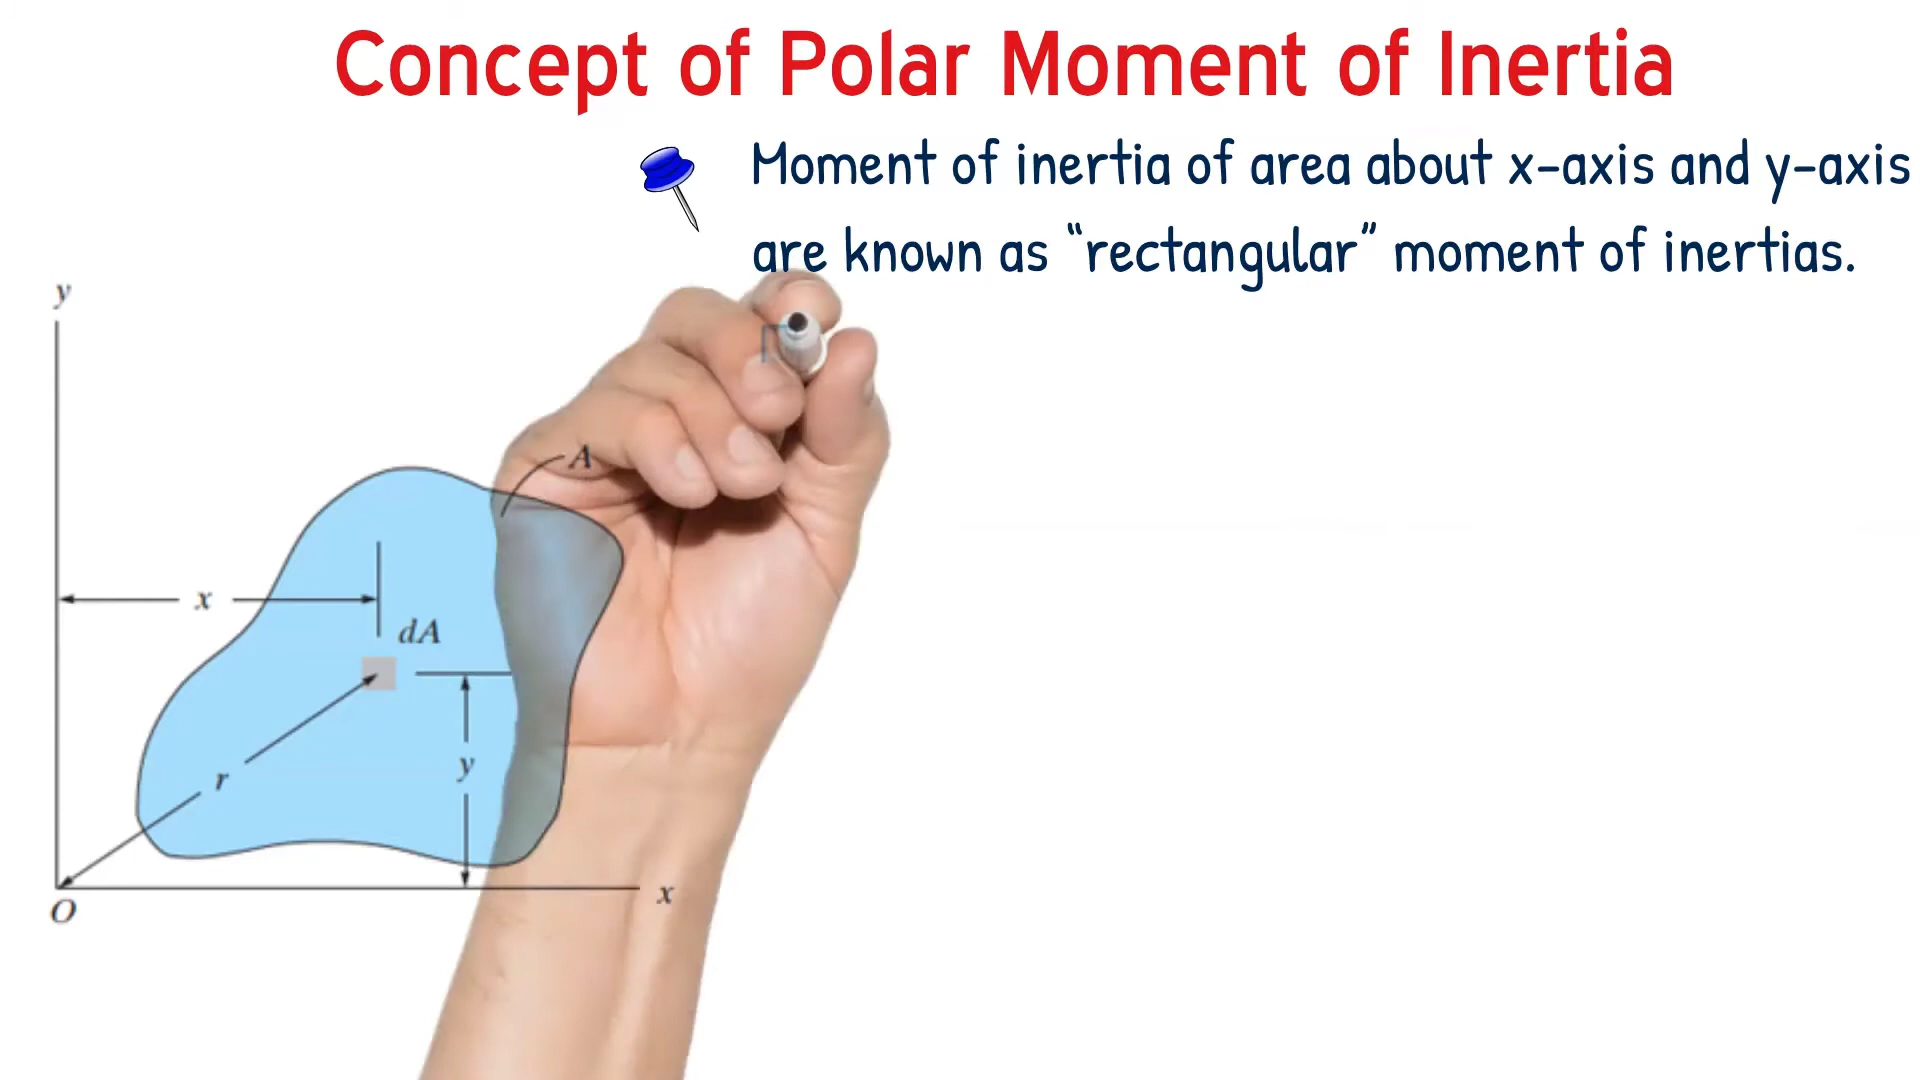 Concept of Polar Moment of Inertia
Moment of inertia of area about x-axis and y-axis
are known as “rectangular” moment of inertias.
y
A
x
dA
y
r
x
O